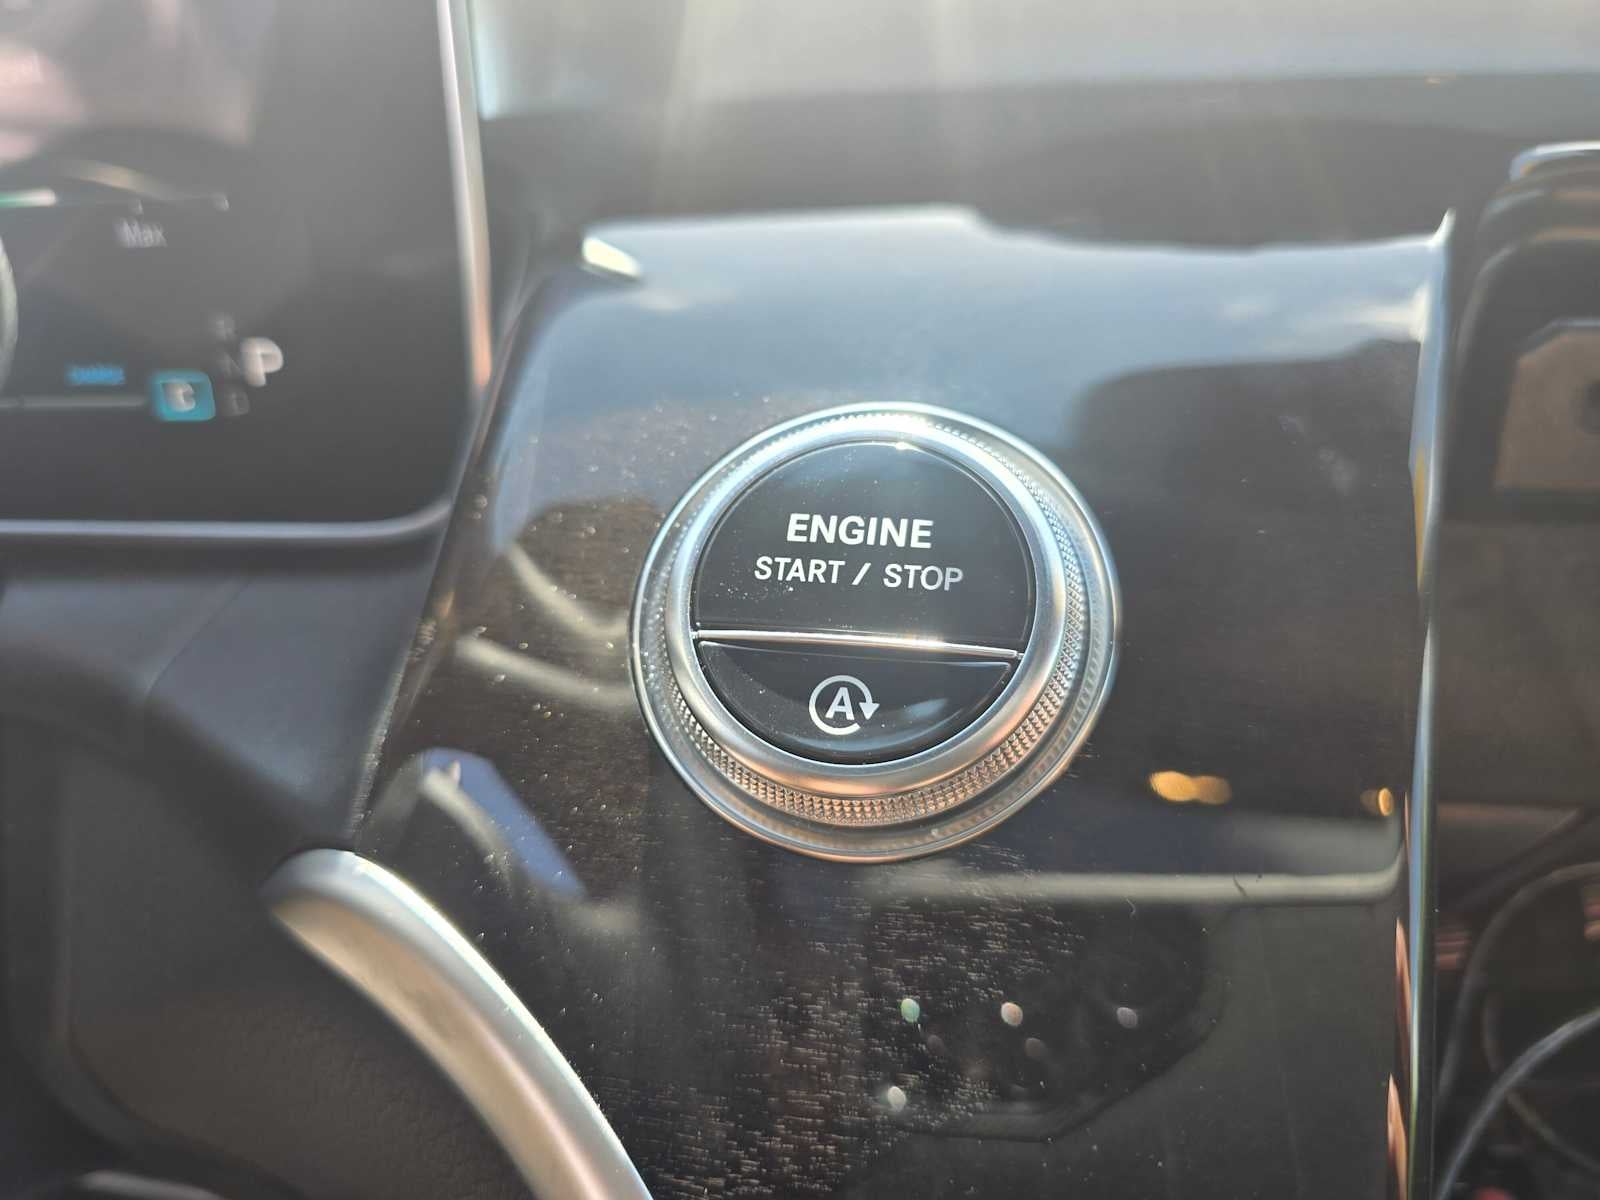 Max
P
C
ENGINE
START / STOP
A